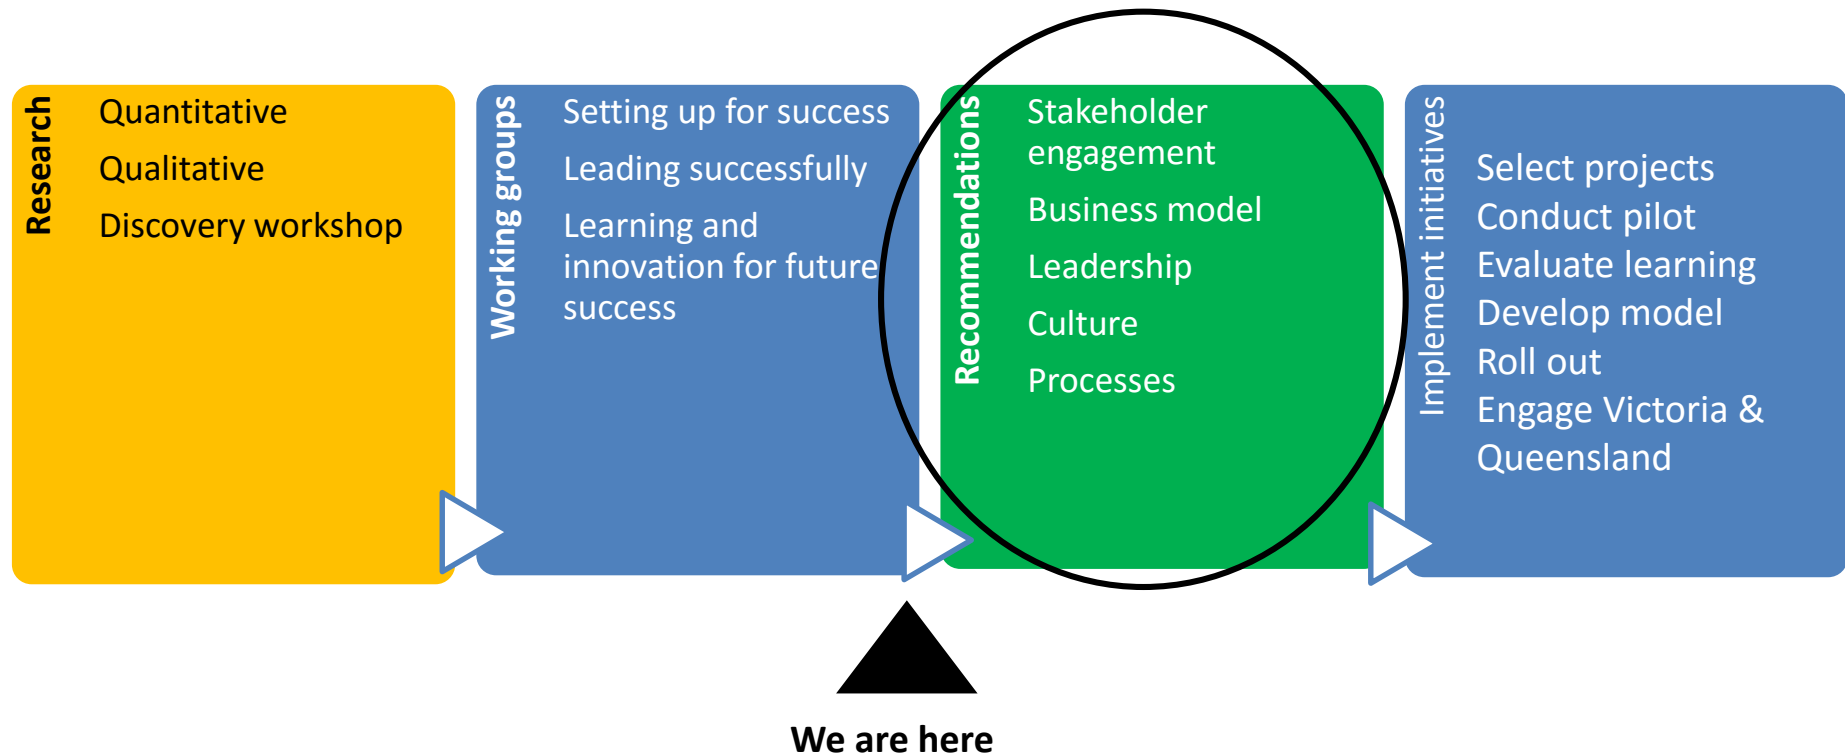 Research
Quantitative
Qualitative
Discovery workshop
Working groups
Setting up for success
Leading successfully
Learning and
innovation for future
success
Recommendations
Stakeholder
engagement
Business model
Leadership
Culture
Processes
Implement initiatives
Select projects
Conduct pilot
Evaluate learning
Develop model
Roll out
Engage Victoria &
Queensland
We are here